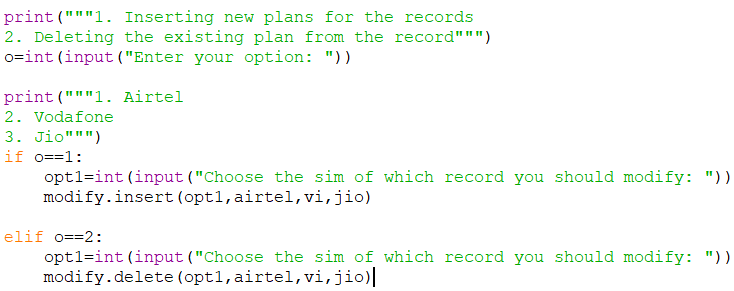 print("""1. Inserting new plans for the records
2. Deleting the existing plan from the record""")
o=int(input("Enter your option: "))
print("""1. Airtel
2. Vodafone
3. Jio""")
if o==1:
    opt1=int(input("Choose the sim of which record you should modify: "))
    modify.insert(opt1,airtel,vi,jio)
elif o==2:
    opt1=int(input("Choose the sim of which record you should modify: "))
    modify.delete(opt1,airtel,vi,jio)